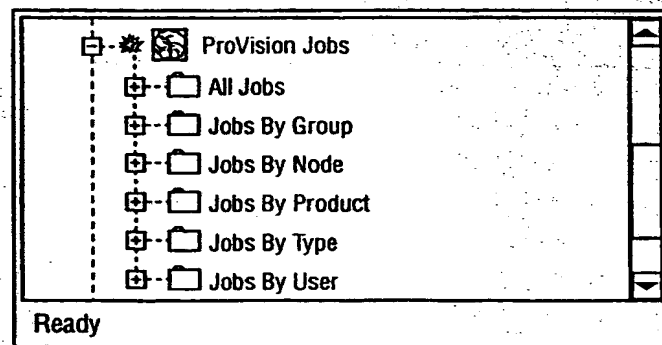 ProVision Jobs
All Jobs
Jobs By Group
Jobs By Node
Jobs By Product
Jobs By Type
Jobs By User
Ready